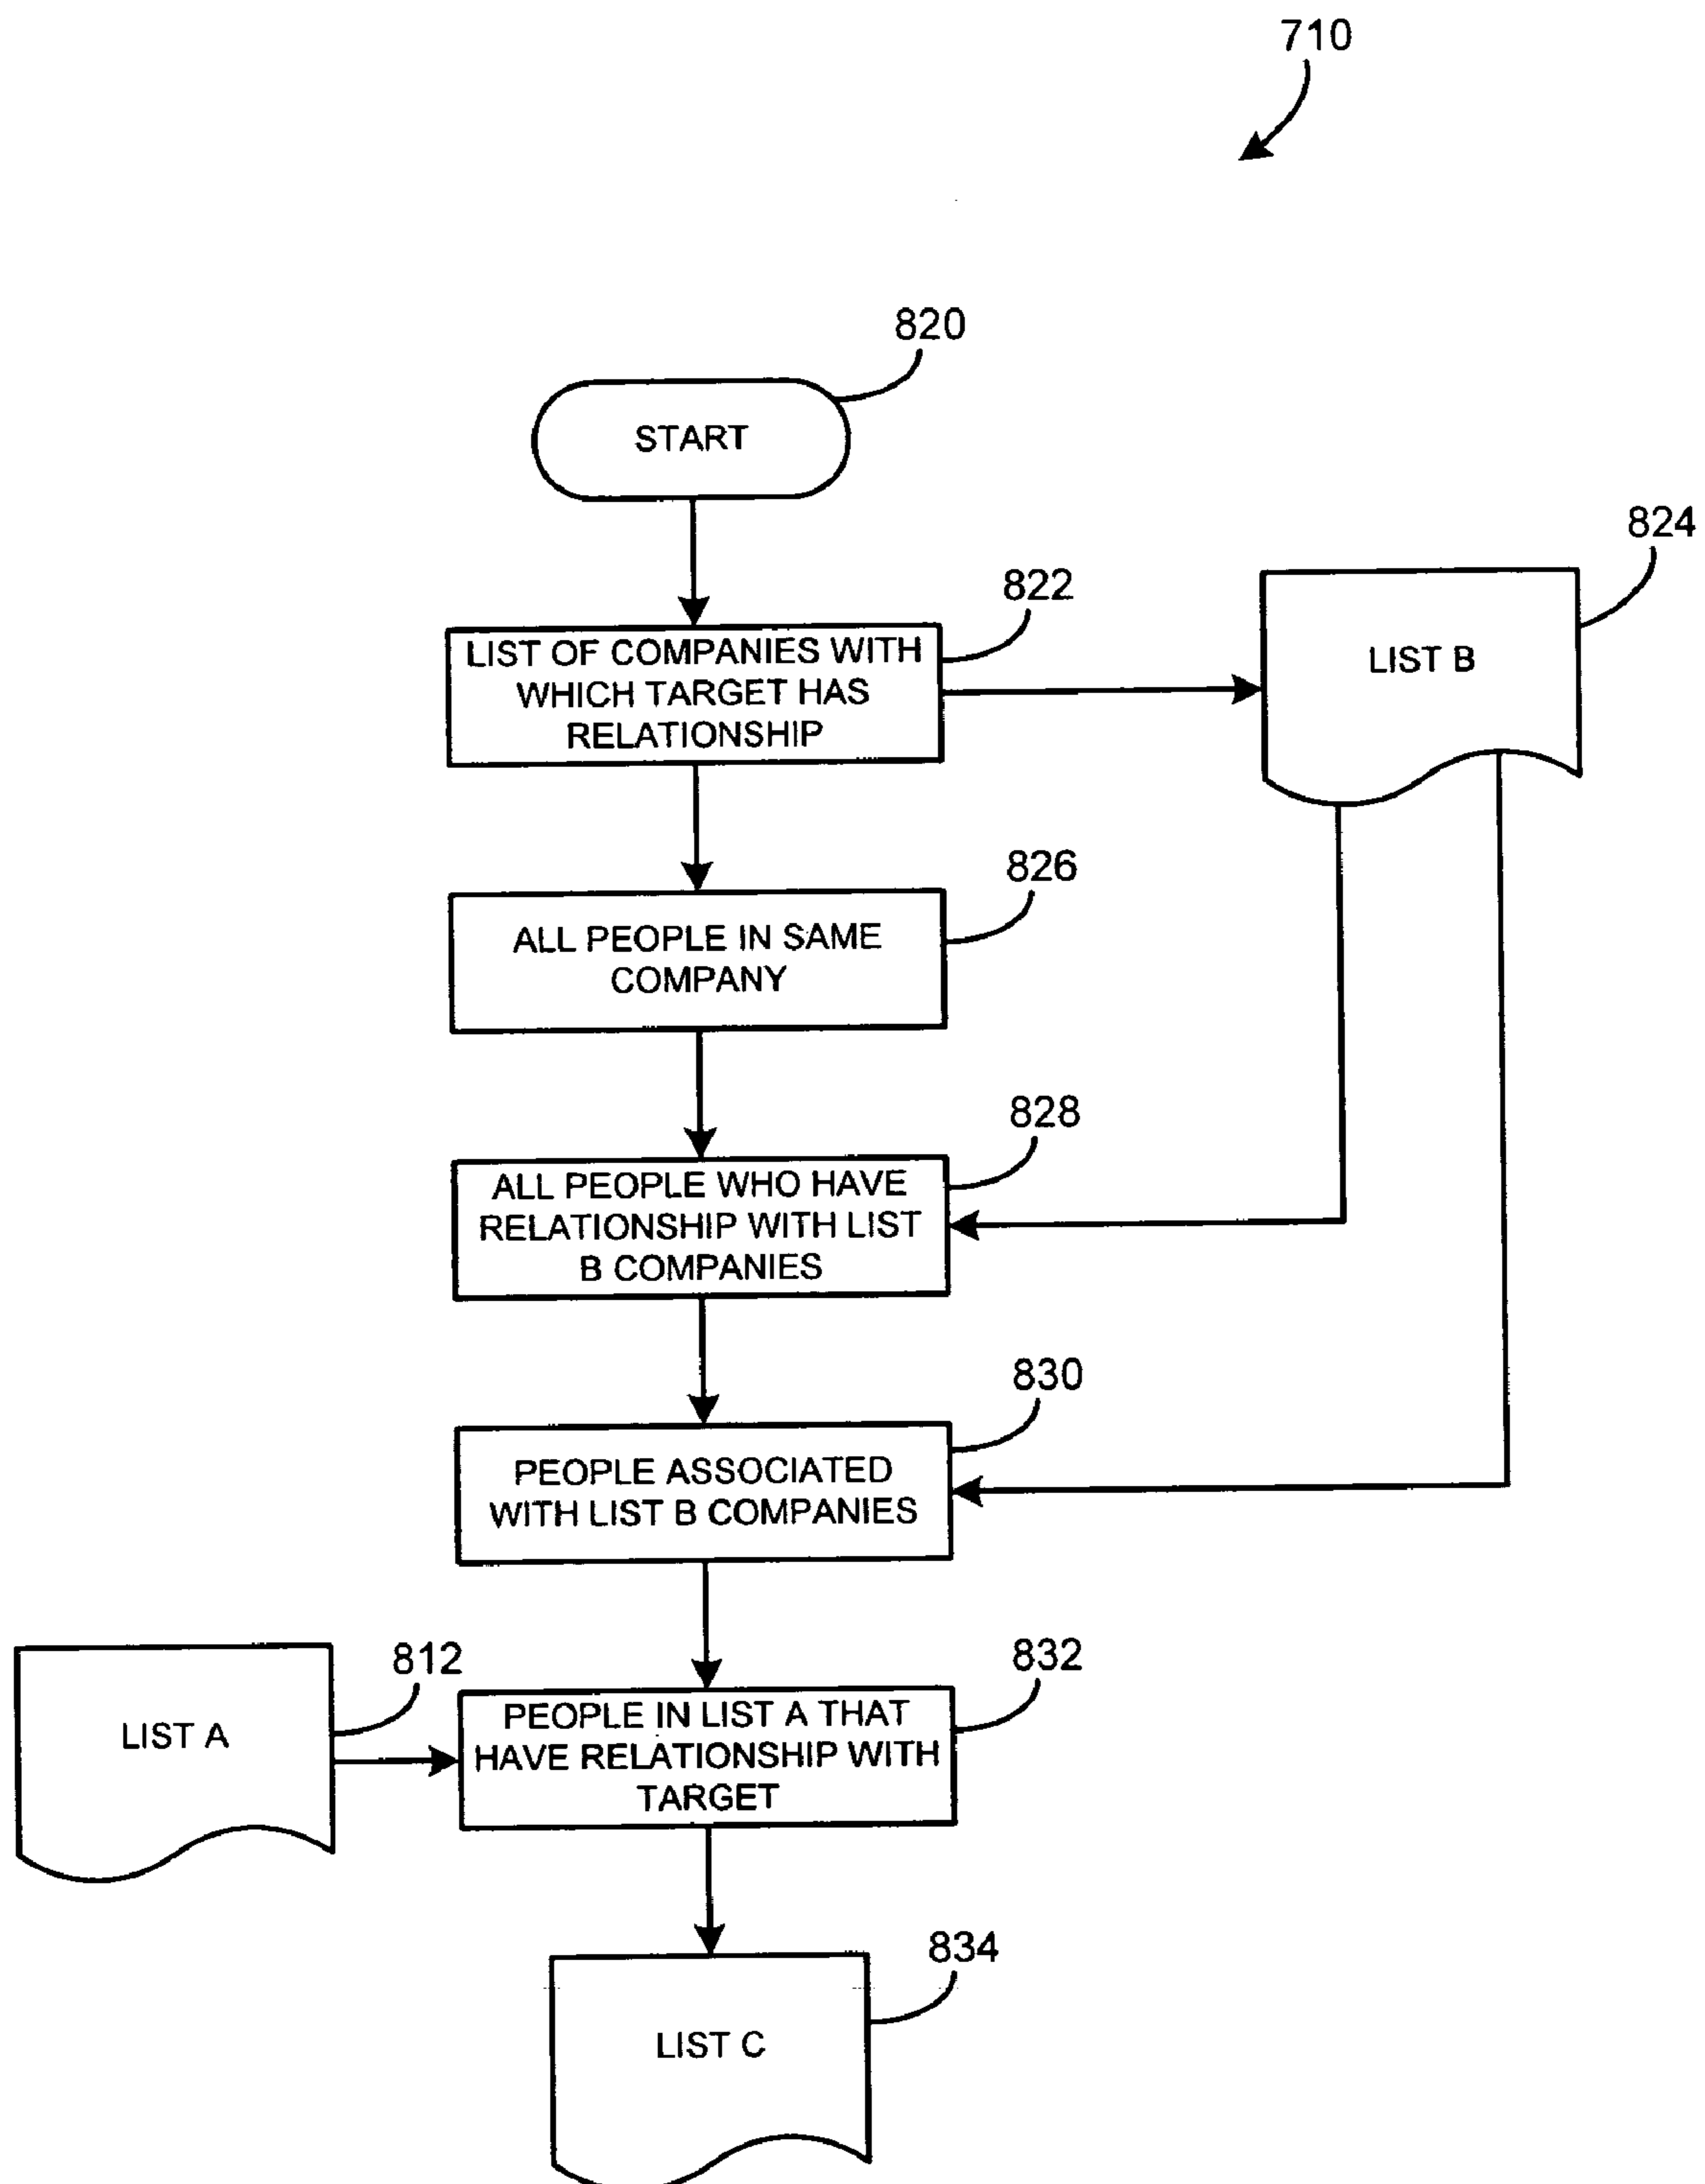 710
820
START
824
822
LIST OF COMPANIES WITH
WHICH TARGET HAS
RELATIONSHIP
LIST B
826
ALL PEOPLE IN SAME
COMPANY
828
ALL PEOPLE WHO HAVE
RELATIONSHIP WITH LIST
B COMPANIES
830
PEOPLE ASSOCIATED
WITH LIST B COMPANIES
812
LIST A
832
PEOPLE IN LIST A THAT
HAVE RELATIONSHIP WITH
TARGET
834
LIST C